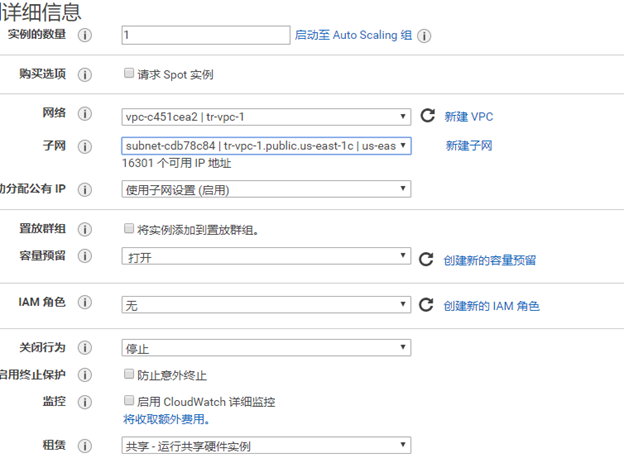 详细信息
实例的数量 1 启动至 Auto Scaling 组
购买选项 请求 Spot 实例
网络 vpc-c451cea2 | tr-vpc-1 新建 VPC
子网 subnet-cdb78c84 | tr-vpc-1.public.us-east-1c | us-eas 新建子网
16301 个可用 IP 地址
动分配公有 IP 使用子网设置 (启用)
置放群组 将实例添加到置放群组。
容量预留 打开 创建新的容量预留
IAM 角色 无 创建新的 IAM 角色
关闭行为 停止
启用终止保护 防止意外终止
监控 启用 CloudWatch 详细监控
将收取额外费用。
租赁 共享 - 运行共享硬件实例